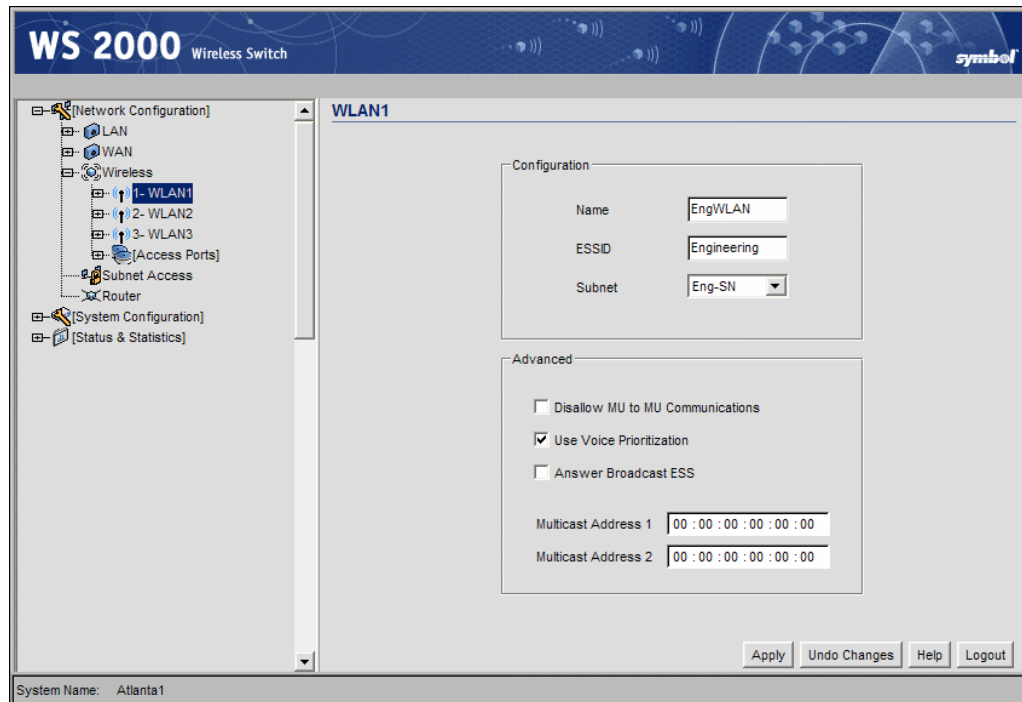 WS 2000 Wireless Switch
symbol
[Network Configuration]
LAN
WAN
Wireless
1- WLAN1
2- WLAN2
3- WLAN3
[Access Ports]
Subnet Access
Router
[System Configuration]
[Status & Statistics]
WLAN1
Configuration
Name EngWLAN
ESSID Engineering
Subnet Eng-SN
Advanced
Disallow MU to MU Communications
Use Voice Prioritization
Answer Broadcast ESS
Multicast Address 1 00 : 00 : 00 : 00 : 00 : 00
Multicast Address 2 00 : 00 : 00 : 00 : 00 : 00
Apply Undo Changes Help Logout
System Name: Atlanta1